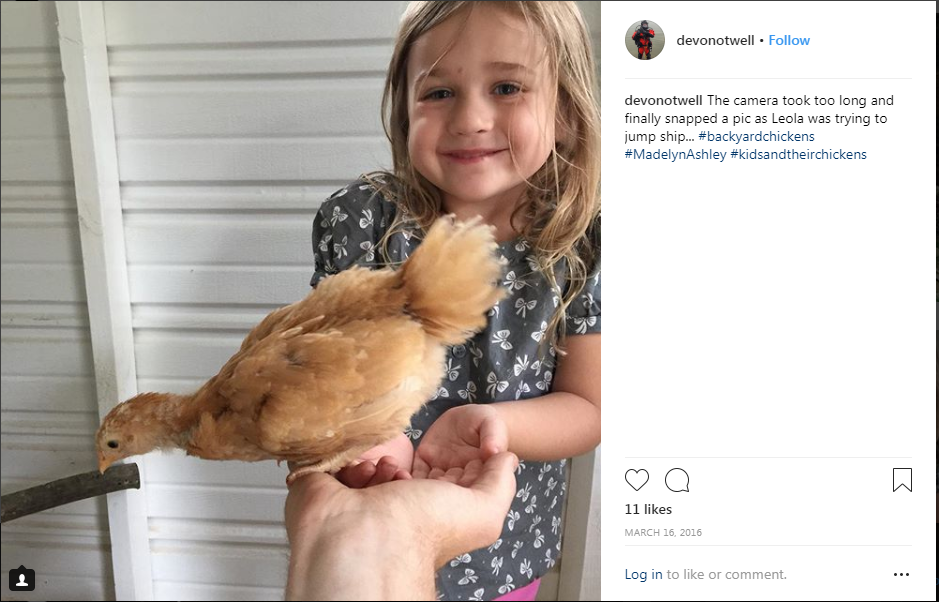 devonotwell • Follow
devonotwell The camera took too long and
finally snapped a pic as Leola was trying to
jump ship... #backyardchickens
#MadelynAshley #kidsandtheirchickens
11 likes
MARCH 16, 2016
Log in to like or comment.